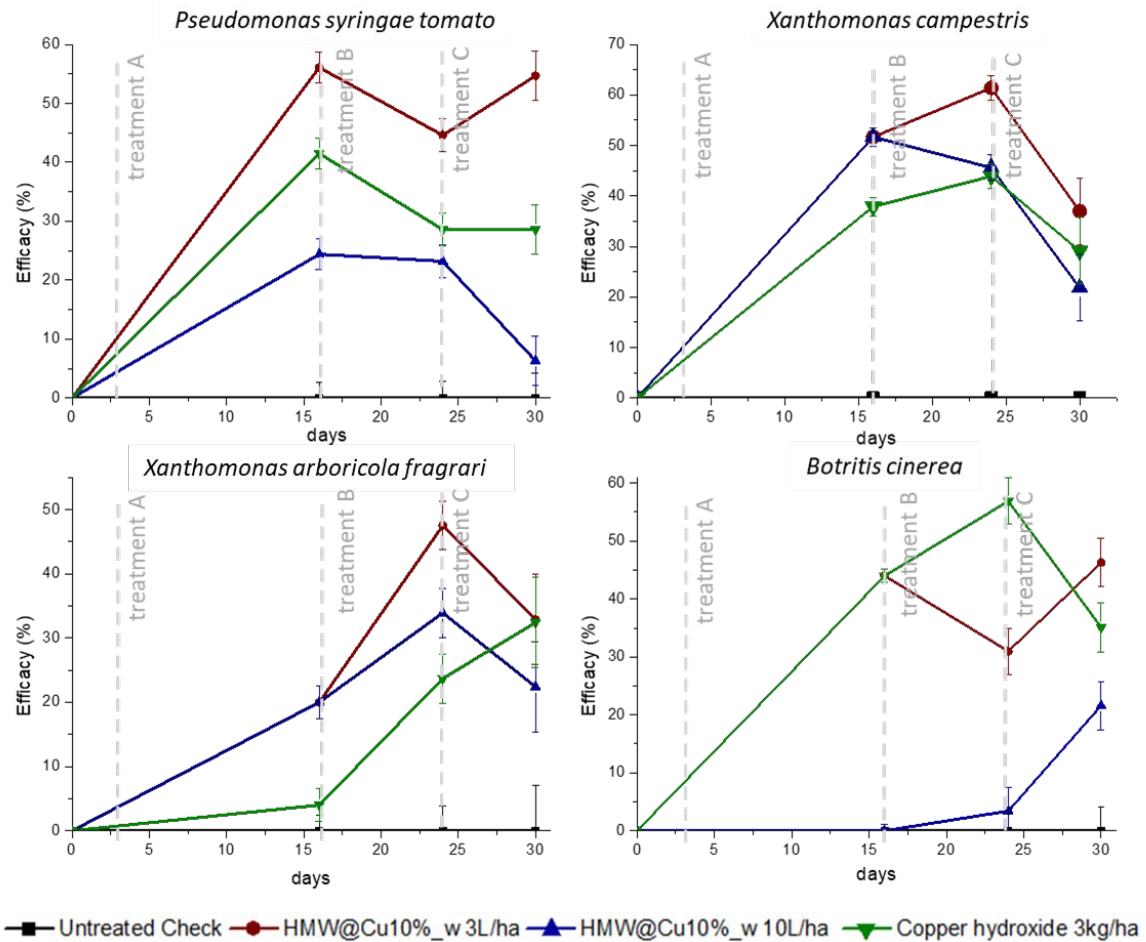 Pseudomonas syringae tomato
60
50
40
30
20
10
0
Efficacy (%)
treatment A
treatment B
treatment C
0 5 10 15 20 25 30
days
Xanthomonas campestris
70
60
50
40
30
20
10
0
Efficacy (%)
treatment A
treatment B
treatment C
0 5 10 15 20 25 30
days
Xanthomonas arboricola fragrari
50
40
30
20
10
0
Efficacy (%)
treatment A
treatment B
treatment C
0 5 10 15 20 25 30
days
Botritis cinerea
60
50
40
30
20
10
0
Efficacy (%)
treatment A
treatment B
treatment C
0 5 10 15 20 25 30
days
Untreated Check HMW@Cu10%_w 3L/ha HMW@Cu10%_w 10L/ha Copper hydroxide 3kg/ha